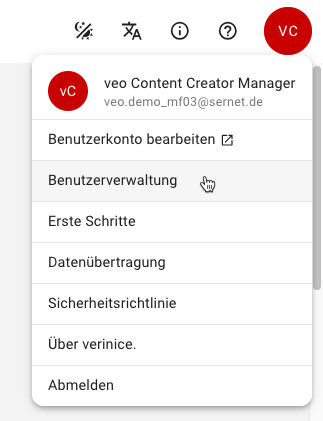 VC
vC
veo Content Creator Manager
veo.demo_mf03@sernet.de
Benutzerkonto bearbeiten
Benutzerverwaltung
Erste Schritte
Datenübertragung
Sicherheitsrichtlinie
Über verinice.
Abmelden